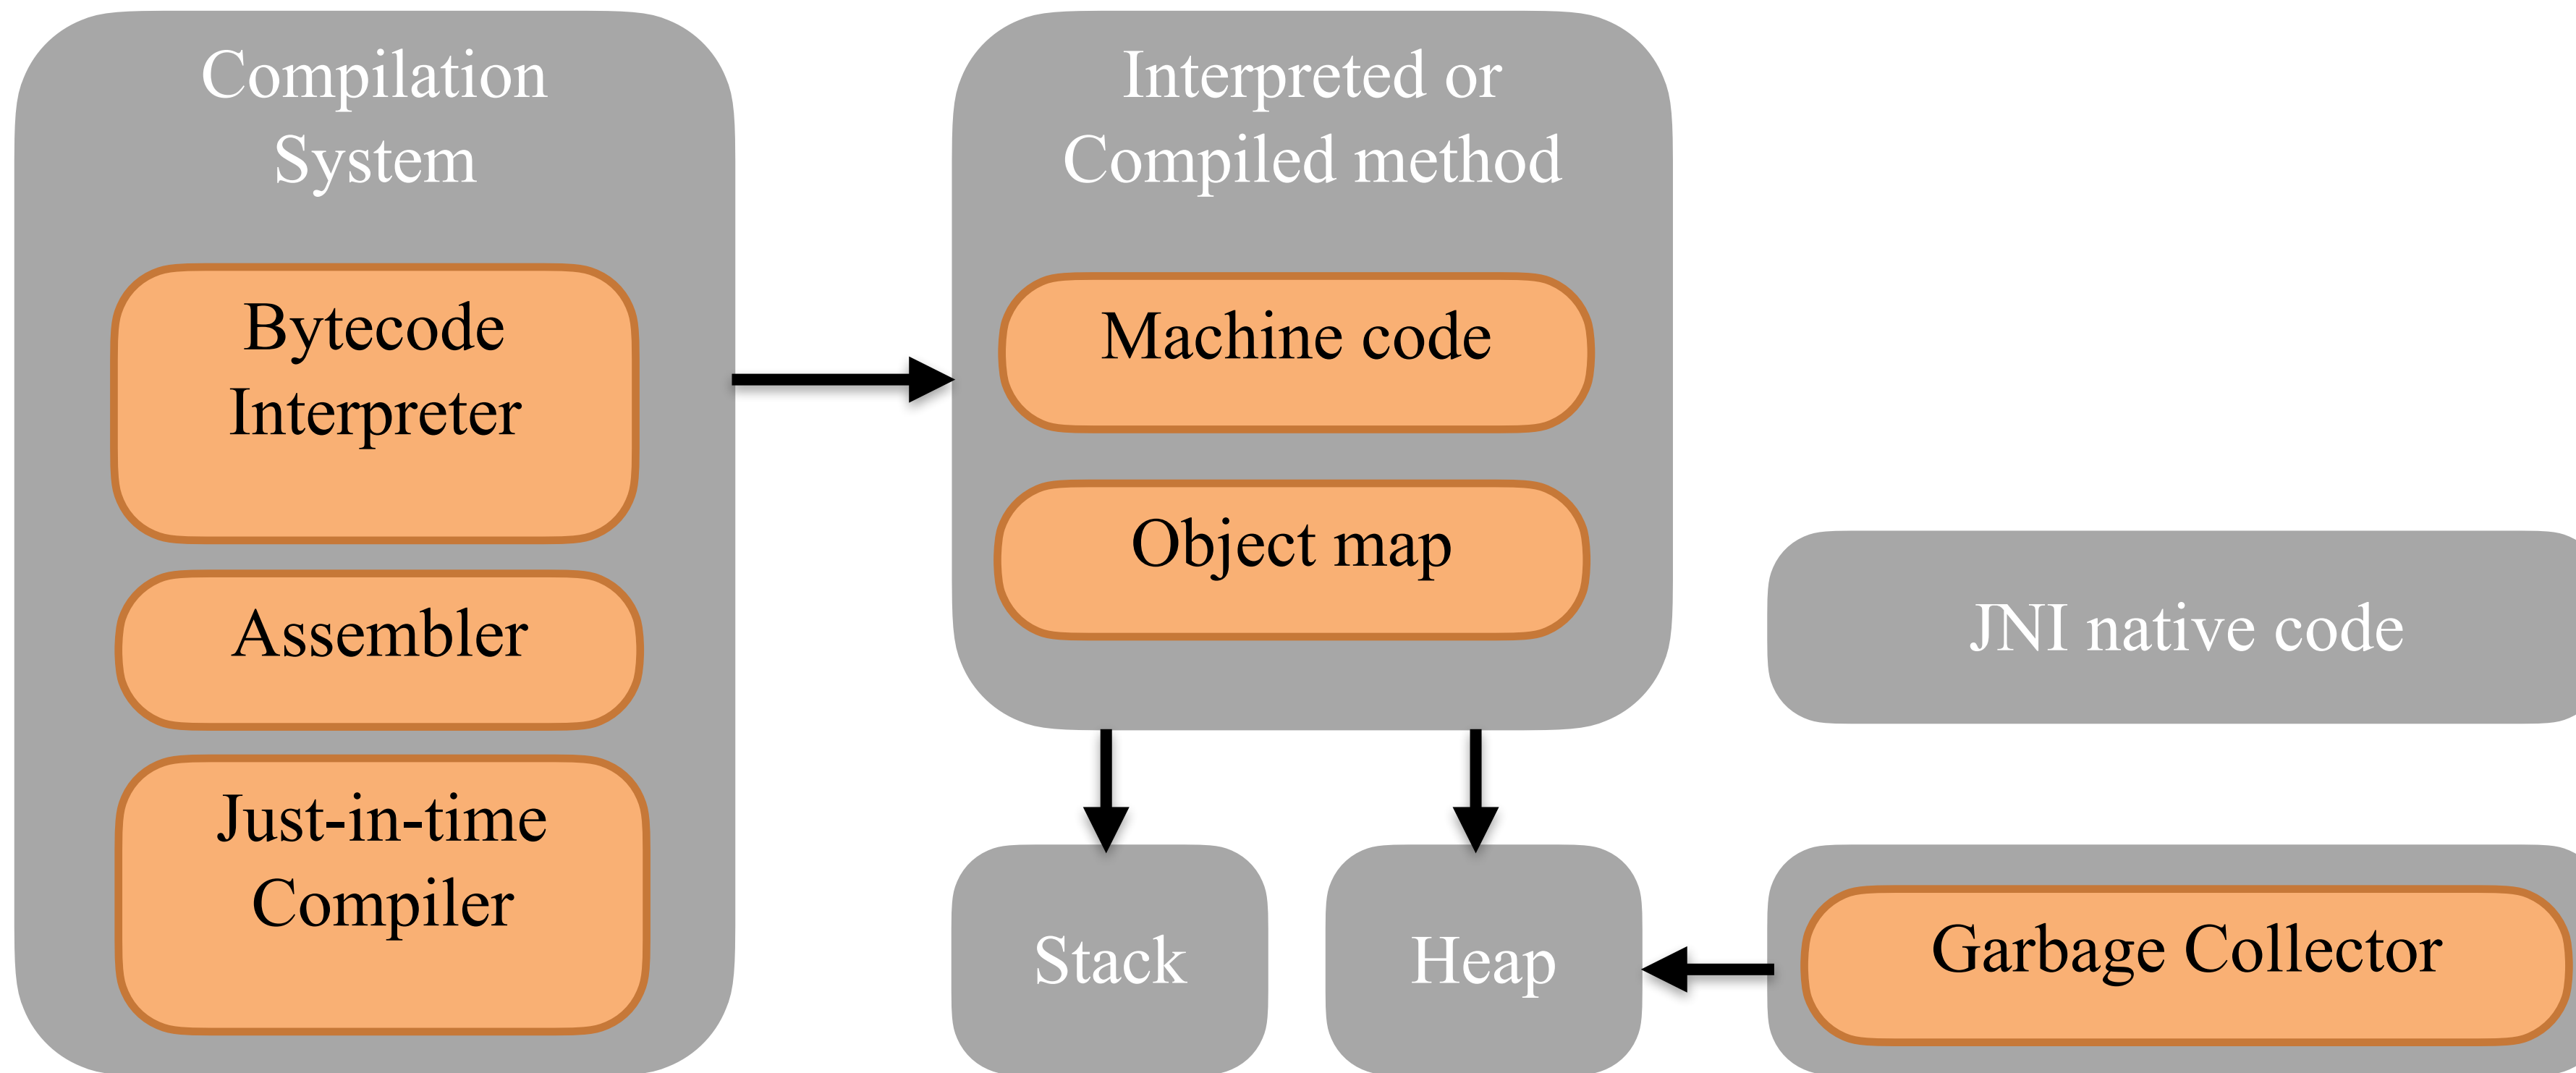 Compilation
System
Bytecode
Interpreter
Assembler
Just-in-time
Compiler
Interpreted or
Compiled method
Machine code
Object map
Stack
Heap
JNI native code
Garbage Collector